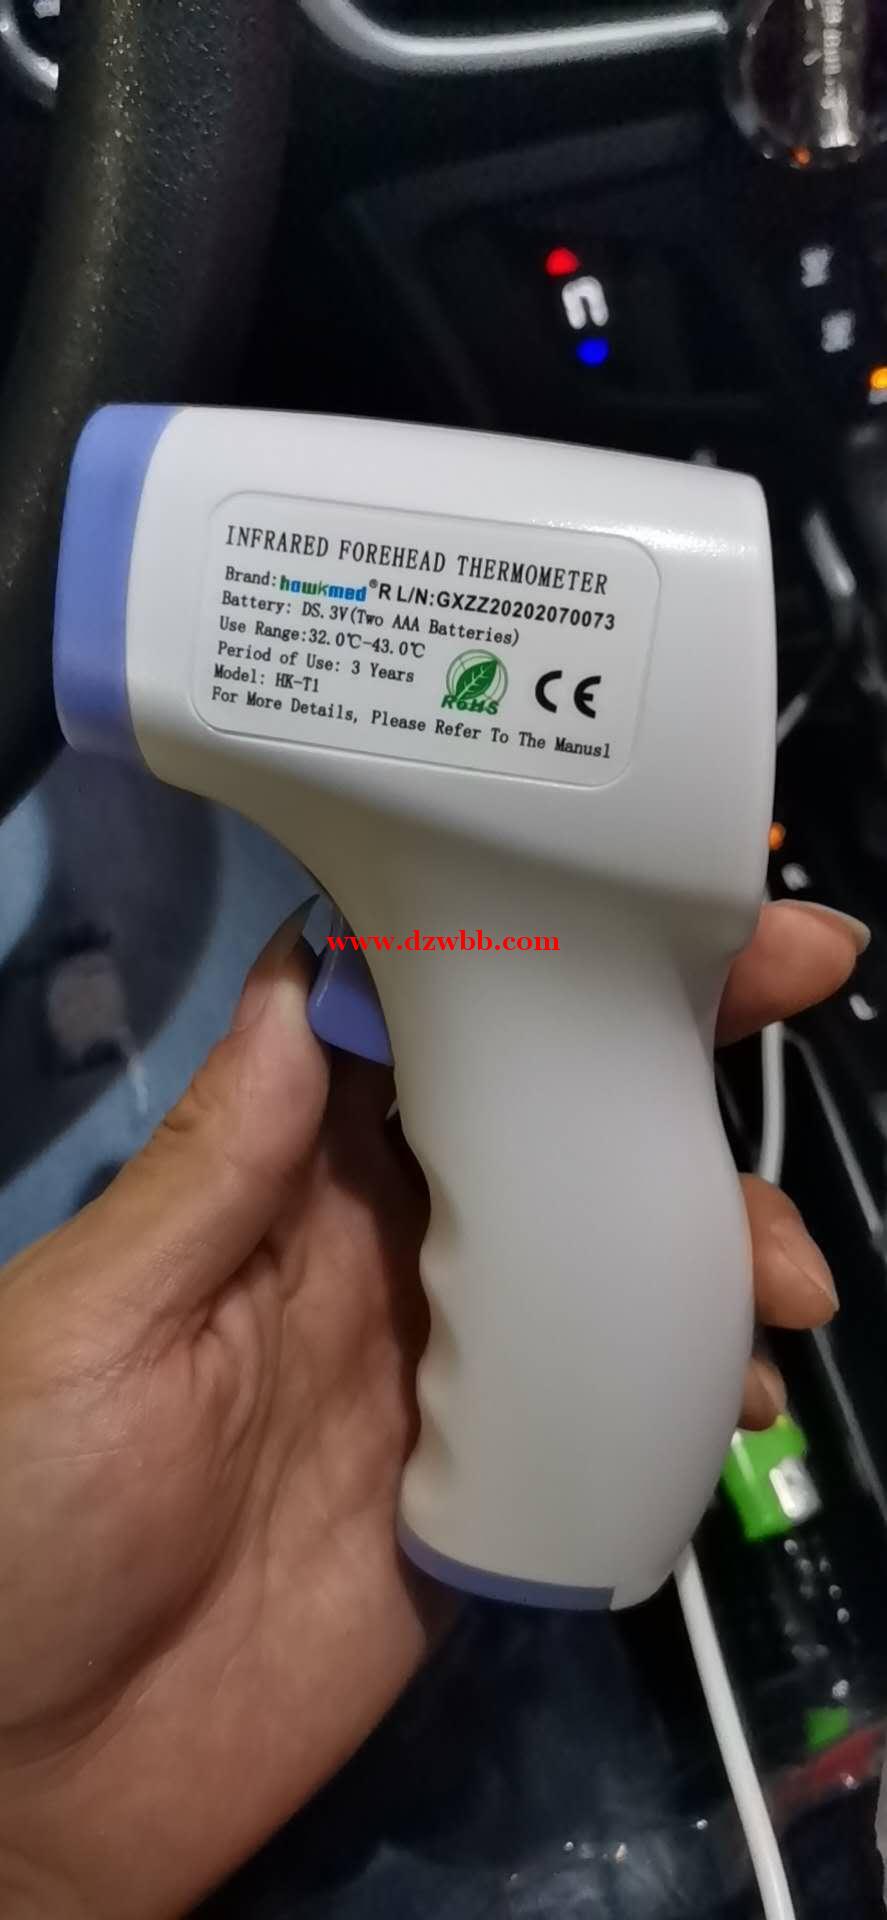 INFRARED FOREHEAD THERMOMETER
Brand: hawkmed®R L/N:GXZZ20202070073
Battery: DS.3V(Two AAA Batteries)
Use Range:32.0℃-43.0℃
Period of Use: 3 Years
Model: HK-T1
RoHS
CE
For More Details, Please Refer To The Manusl
www.dzwbb.com